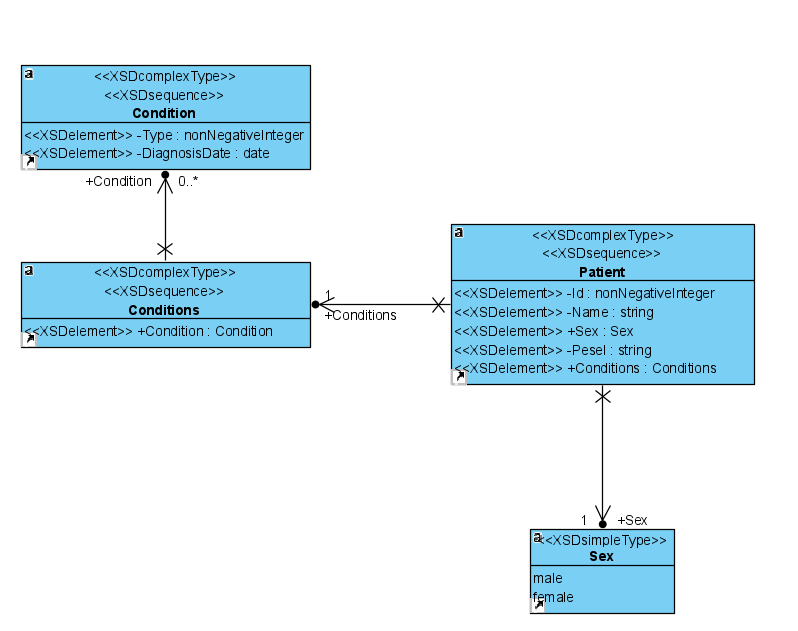 a
<<XSDcomplexType>>
<<XSDsequence>>
Condition
<<XSDelement>> -Type : nonNegativeInteger
<<XSDelement>> -DiagnosisDate : date
+Condition 0..*
a
<<XSDcomplexType>>
<<XSDsequence>>
Conditions
<<XSDelement>> +Condition : Condition
1
+Conditions
a
<<XSDcomplexType>>
<<XSDsequence>>
Patient
<<XSDelement>> -Id : nonNegativeInteger
<<XSDelement>> -Name : string
<<XSDelement>> +Sex : Sex
<<XSDelement>> -Pesel : string
<<XSDelement>> +Conditions : Conditions
1 +Sex
a
<<XSDsimpleType>>
Sex
male
female